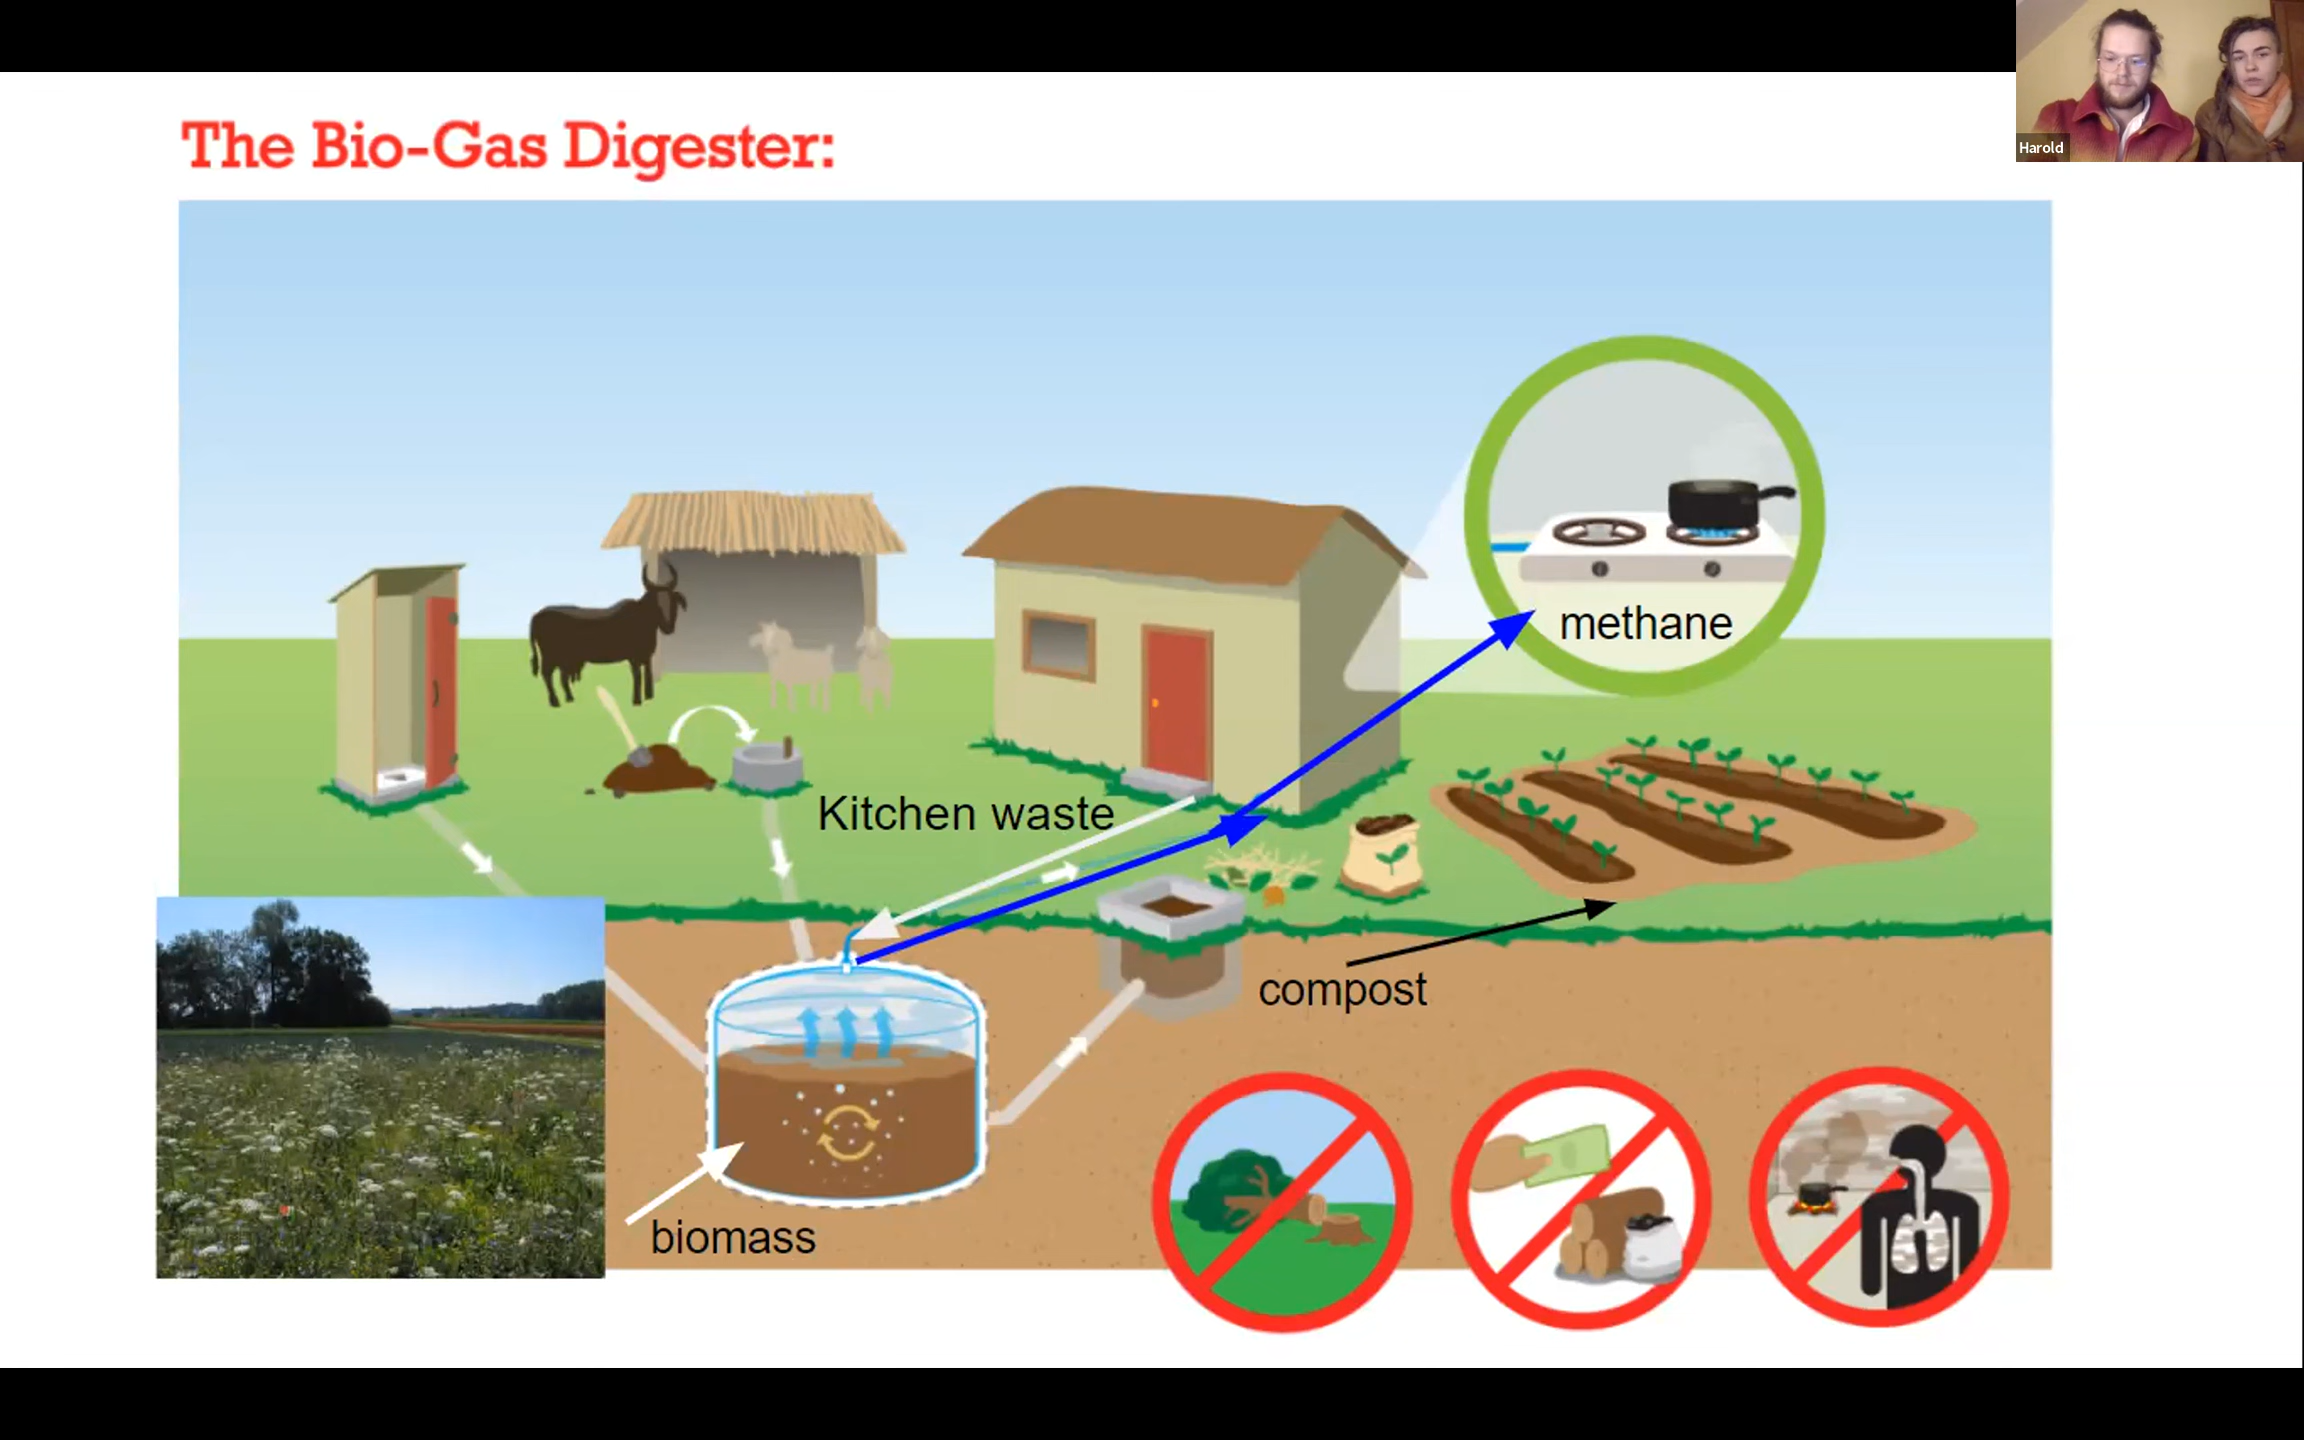 Harold
The Bio-Gas Digester:
methane
Kitchen waste
compost
biomass